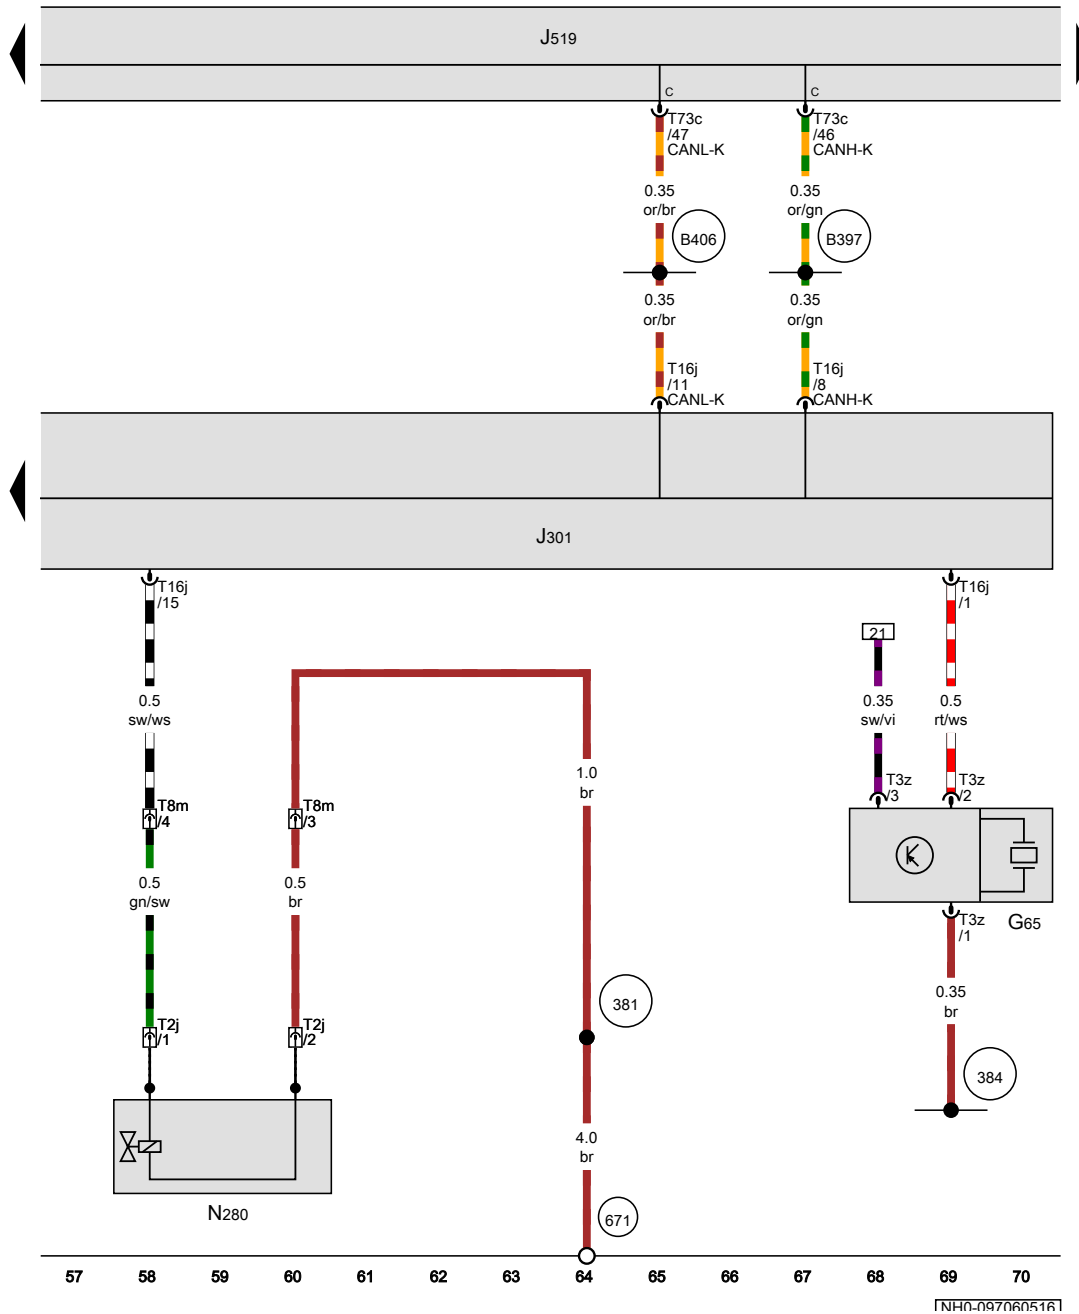 J519
c
c
T73c
/47
CANL-K
T73c
/46
CANH-K
0.35
or/br
0.35
or/gn
B406
B397
0.35
or/br
0.35
or/gn
T16j
/11
CANL-K
T16j
/8
CANH-K
J301
T16j
/15
T16j
/1
21
0.5
sw/ws
0.35
sw/vi
0.5
rt/ws
1.0
br
T3z
/3
T3z
/2
T8m
/4
T8m
/3
0.5
gn/sw
0.5
br
T3z
/1
G65
0.35
br
381
T2j
/1
T2j
/2
384
4.0
br
N280
671
57 58 59 60 61 62 63 64 65 66 67 68 69 70
NH0-097060516